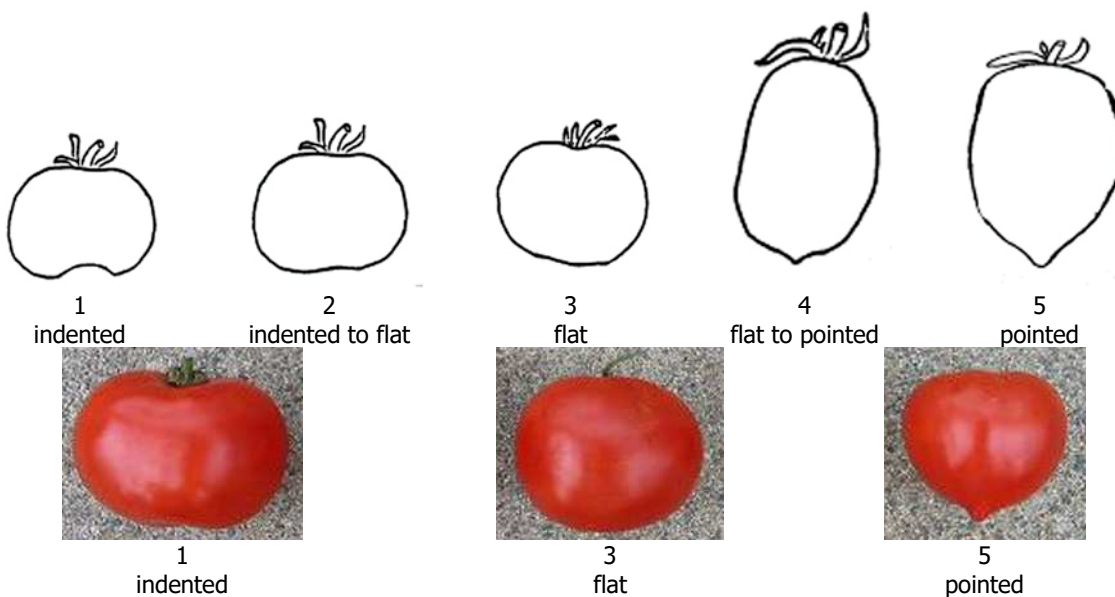 1 2 3 4 5
indented indented to flat flat flat to pointed pointed
1 3 5
indented flat pointed